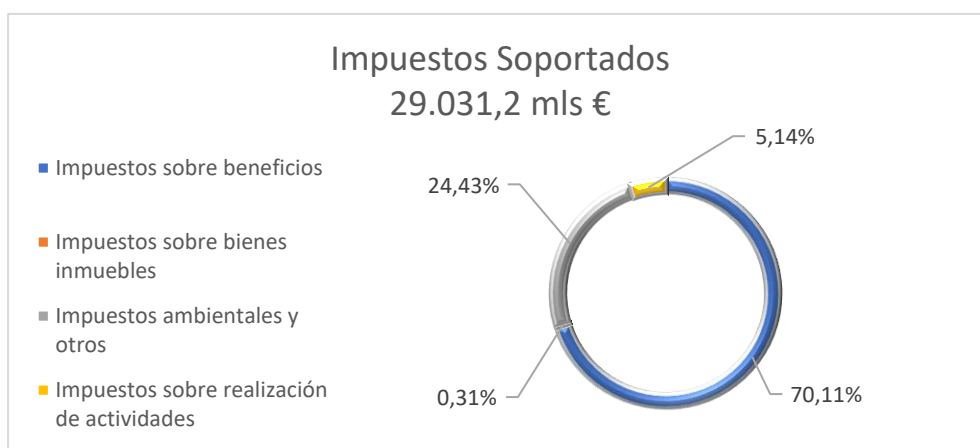 Impuestos Soportados
29.031,2 mls €
Impuestos sobre beneficios
Impuestos sobre bienes
inmuebles
Impuestos ambientales y
otros
Impuestos sobre realización
de actividades
5,14%
24,43%
0,31%
70,11%